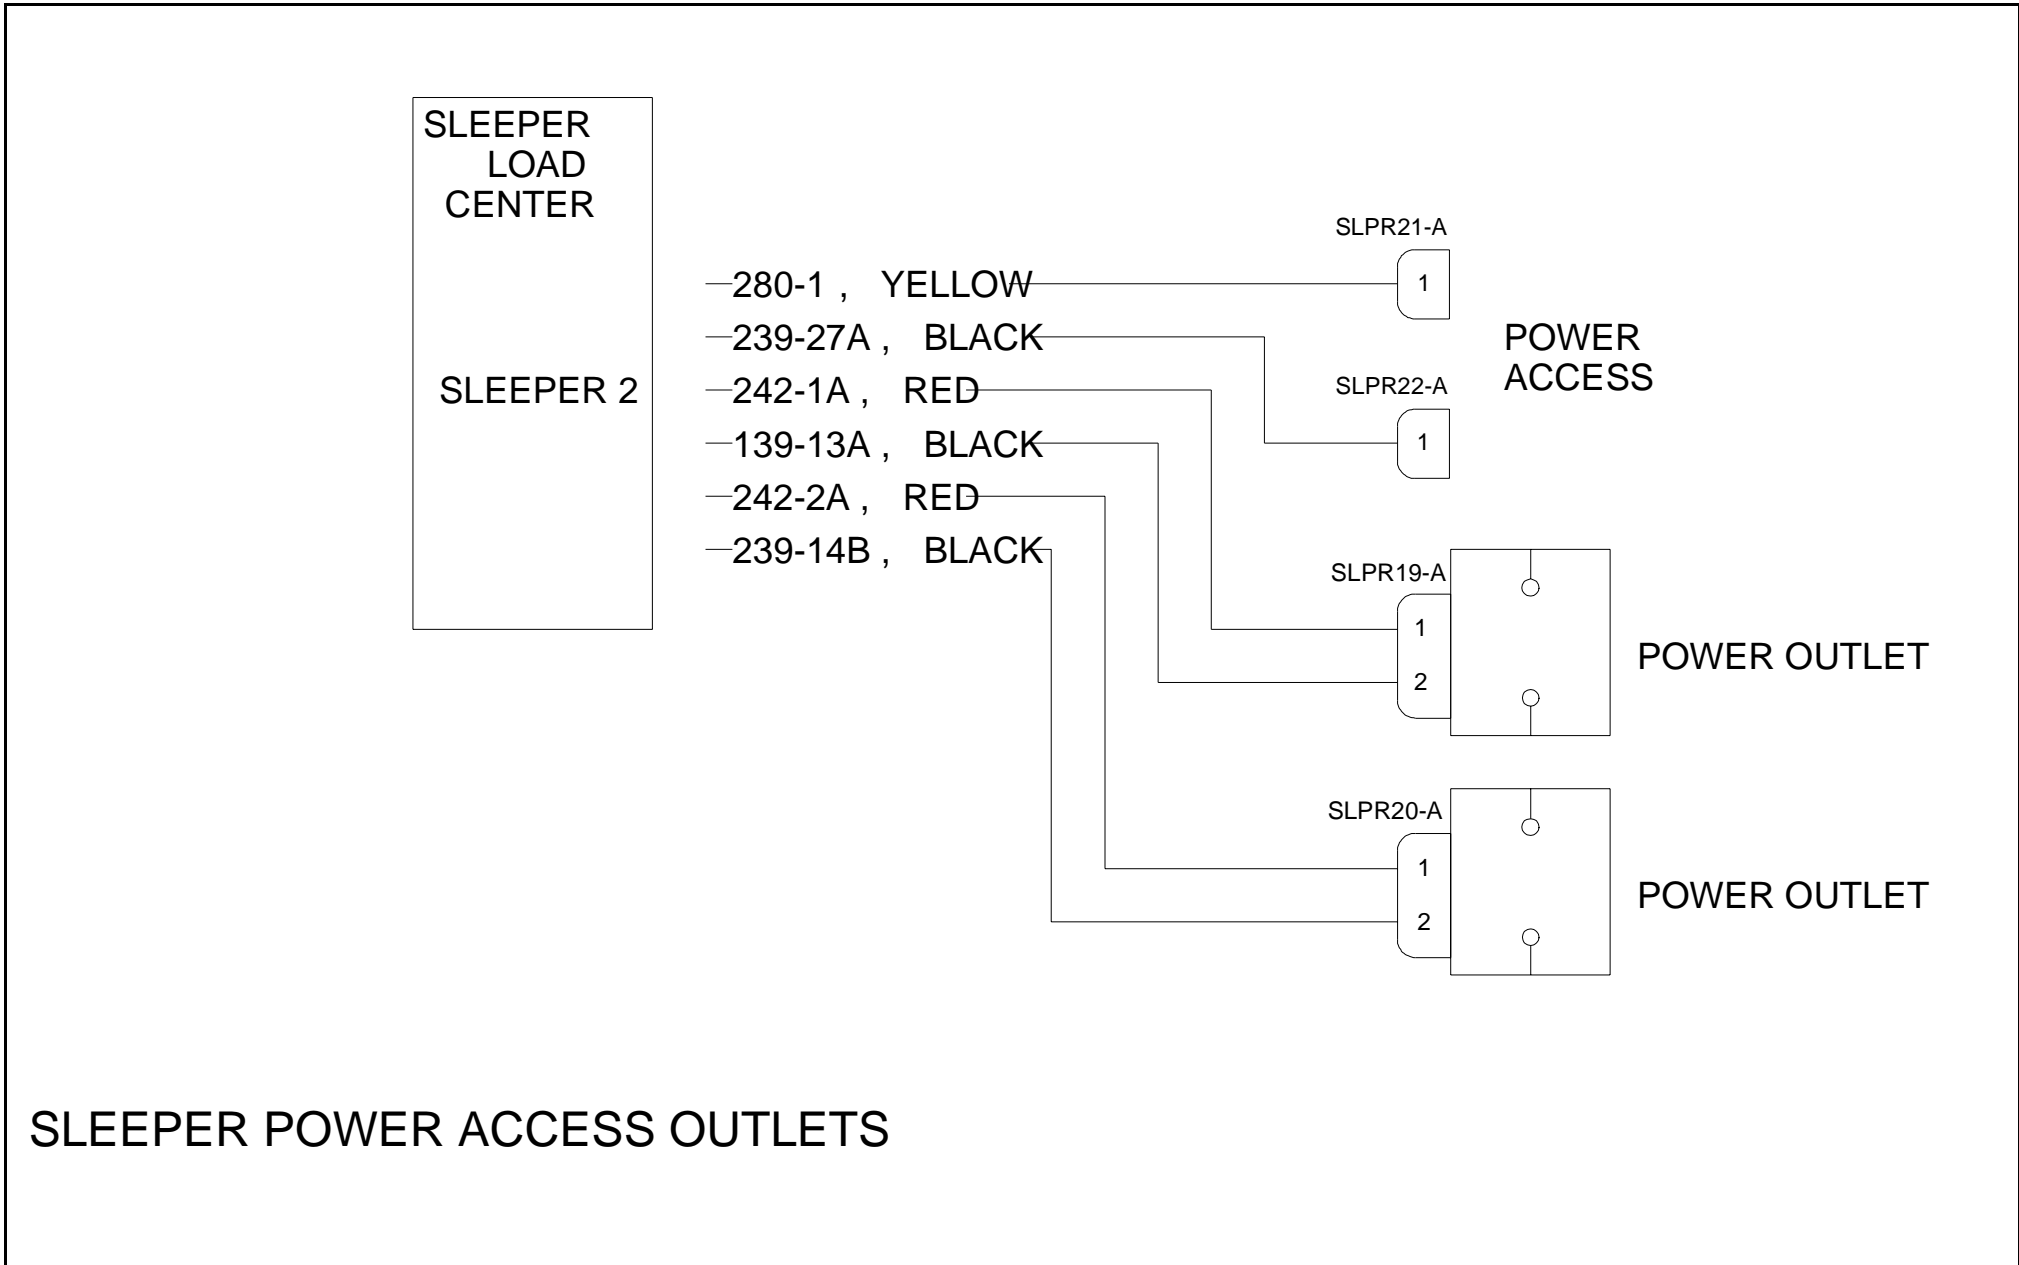 SLEEPER
LOAD
CENTER
SLEEPER 2
280-1 , YELLOW
239-27A , BLACK
242-1A , RED
139-13A , BLACK
242-2A , RED
239-14B , BLACK
SLPR21-A
1
POWER
ACCESS
SLPR22-A
1
SLPR19-A
1
2
POWER OUTLET
SLPR20-A
1
2
POWER OUTLET
SLEEPER POWER ACCESS OUTLETS